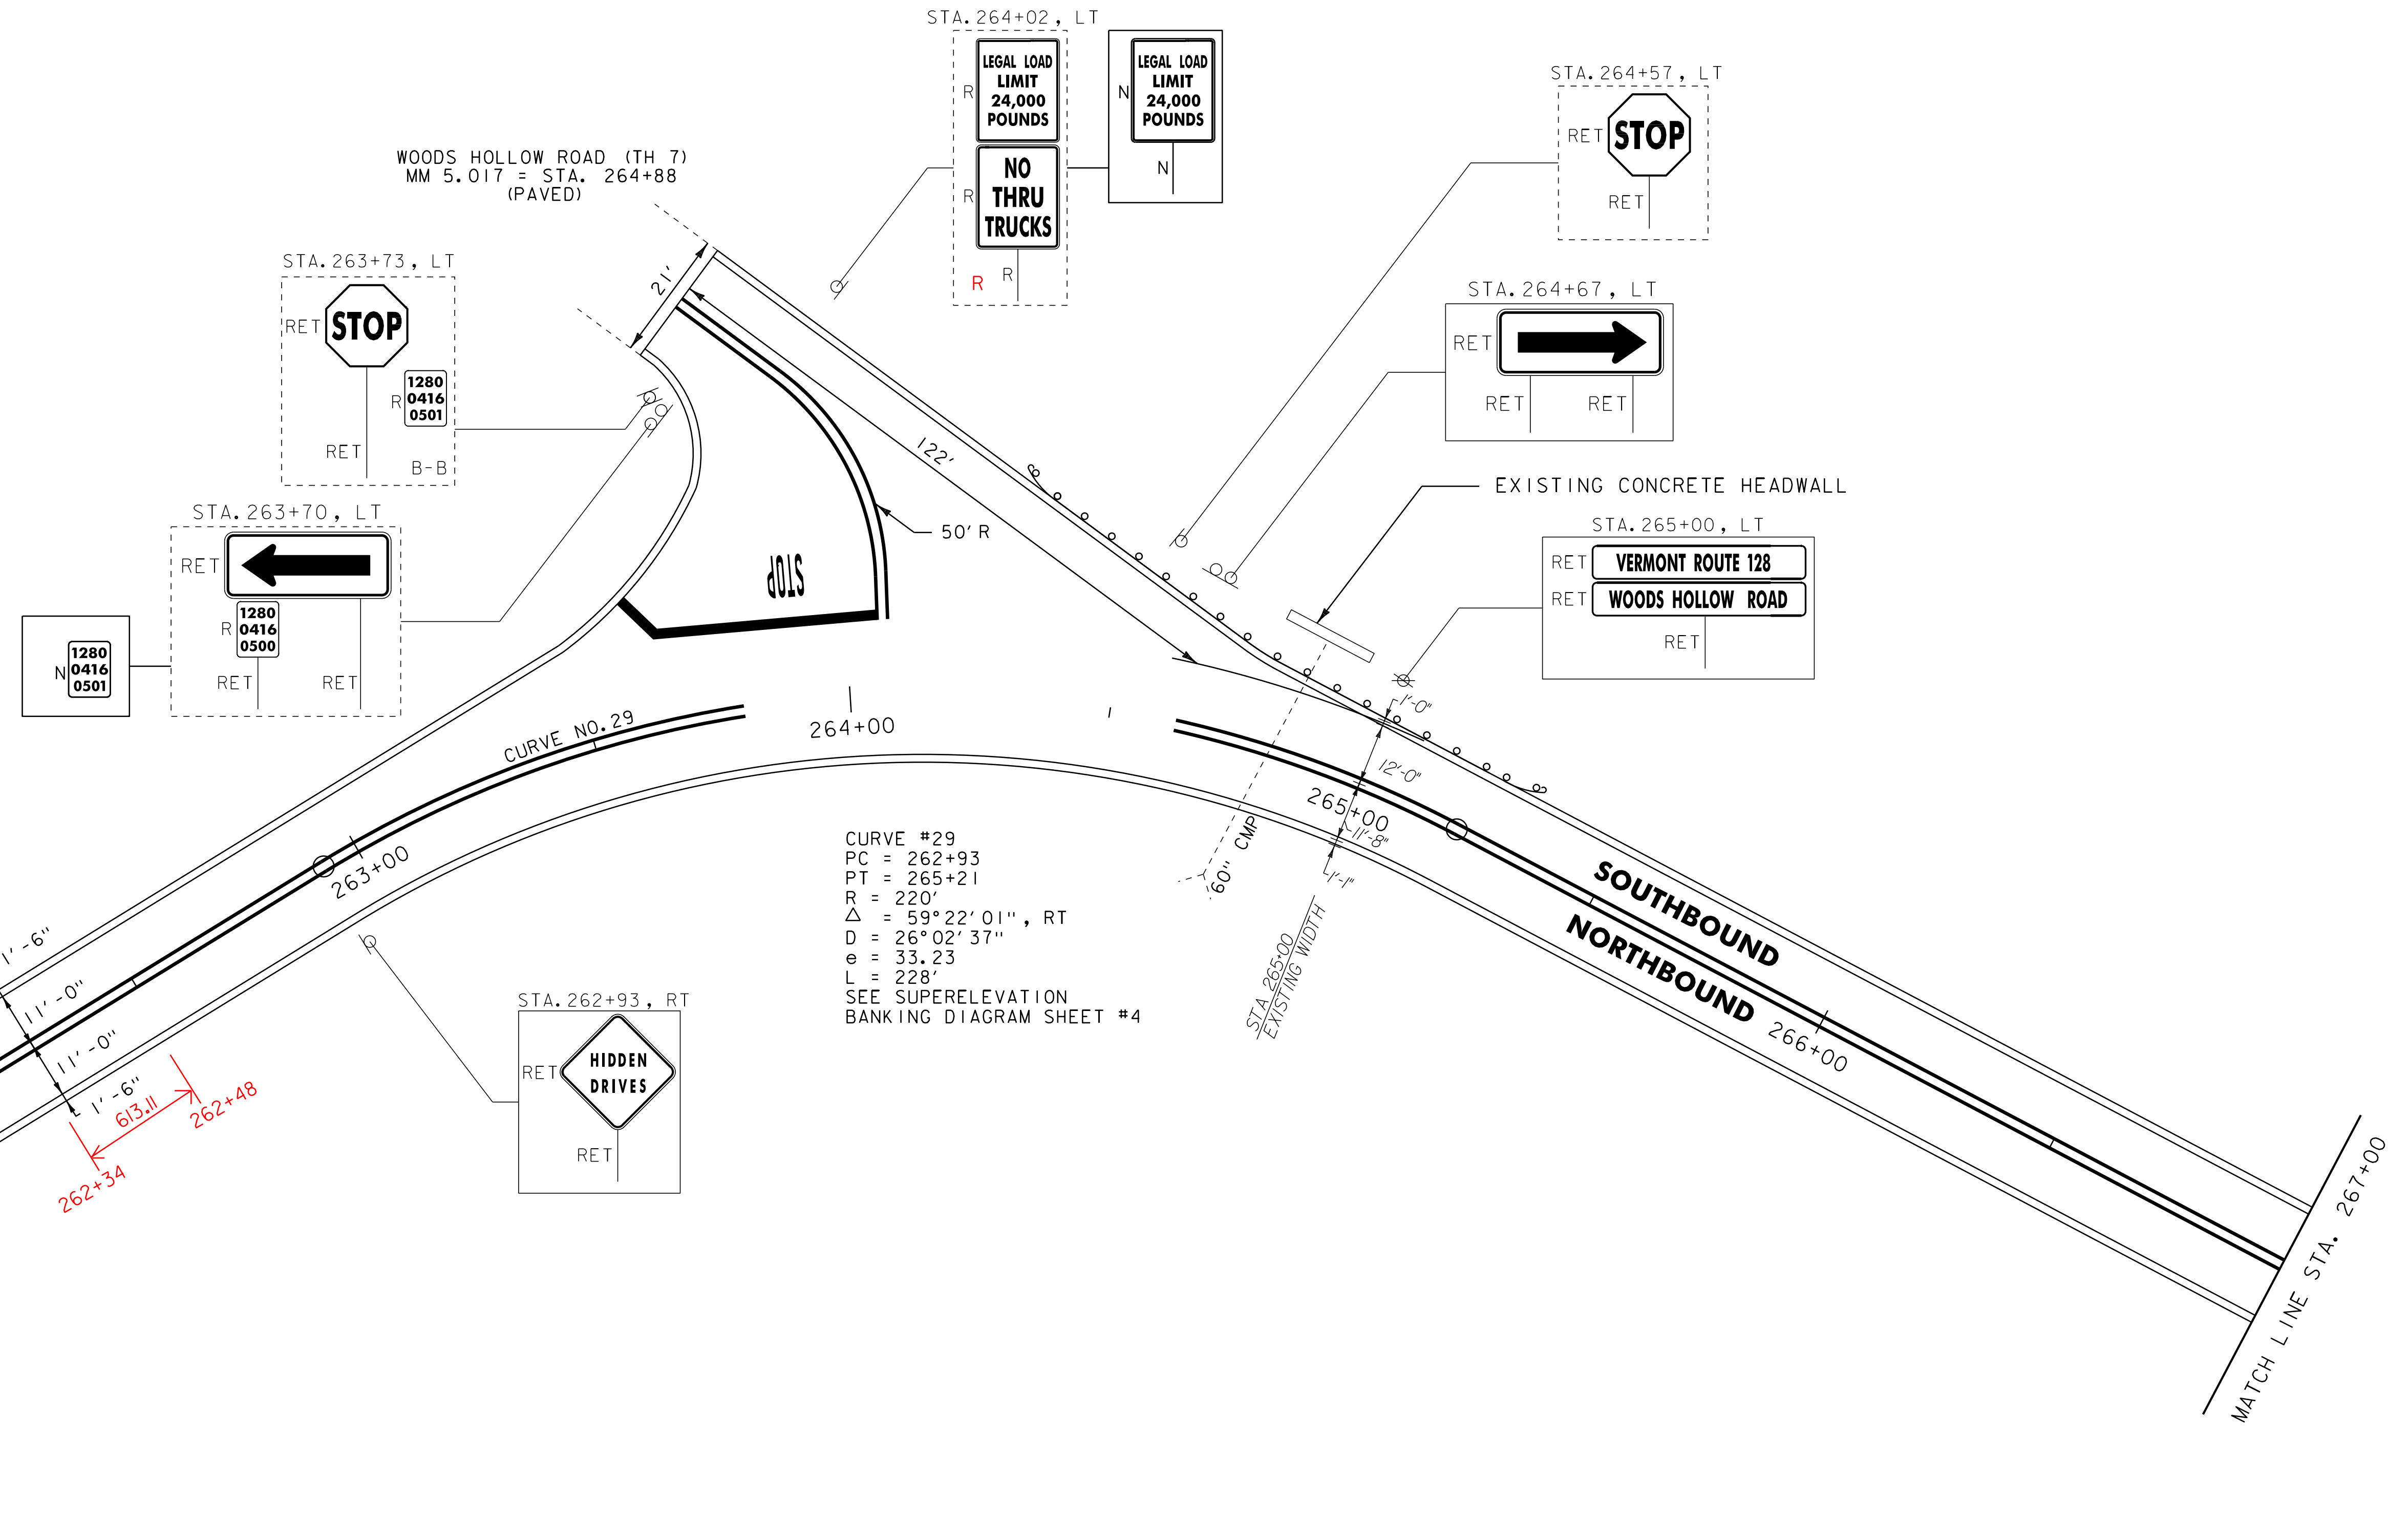 STA.264+02, LT
R
LEGAL LOAD
LIMIT
24,000
POUNDS
R
NO
THRU
TRUCKS
R
R
N
LEGAL LOAD
LIMIT
24,000
POUNDS
N
STA.264+57, LT
RET
STOP
RET
WOODS HOLLOW ROAD (TH 7)
MM 5.017 = STA. 264+88
(PAVED)
STA.263+73, LT
RET
STOP
R
1280
0416
0501
RET
B-B
21'
122'
50' R
STOP
STA.264+67, LT
RET
RET
RET
EXISTING CONCRETE HEADWALL
STA.265+00, LT
RET
VERMONT ROUTE 128
RET
WOODS HOLLOW ROAD
RET
STA.263+70, LT
RET
R
1280
0416
0500
RET
RET
N
1280
0416
0501
CURVE NO.29
263+00
264+00
265+00
1'-0"
12'-0"
11'-8"
1'-1"
60" CMP
STA 265+00
EXISTING WIDTH
CURVE #29
PC = 262+93
PT = 265+21
R = 220'
△ = 59°22'01", RT
D = 26°02'37"
e = 33.23
L = 228'
SEE SUPERELEVATION
BANKING DIAGRAM SHEET #4
SOUTHBOUND
NORTHBOUND
266+00
1'-6"
11'-0"
11'-0"
1'-6"
613.11
262+48
262+34
STA.262+93, RT
RET
HIDDEN
DRIVES
RET
MATCH LINE STA. 267+00